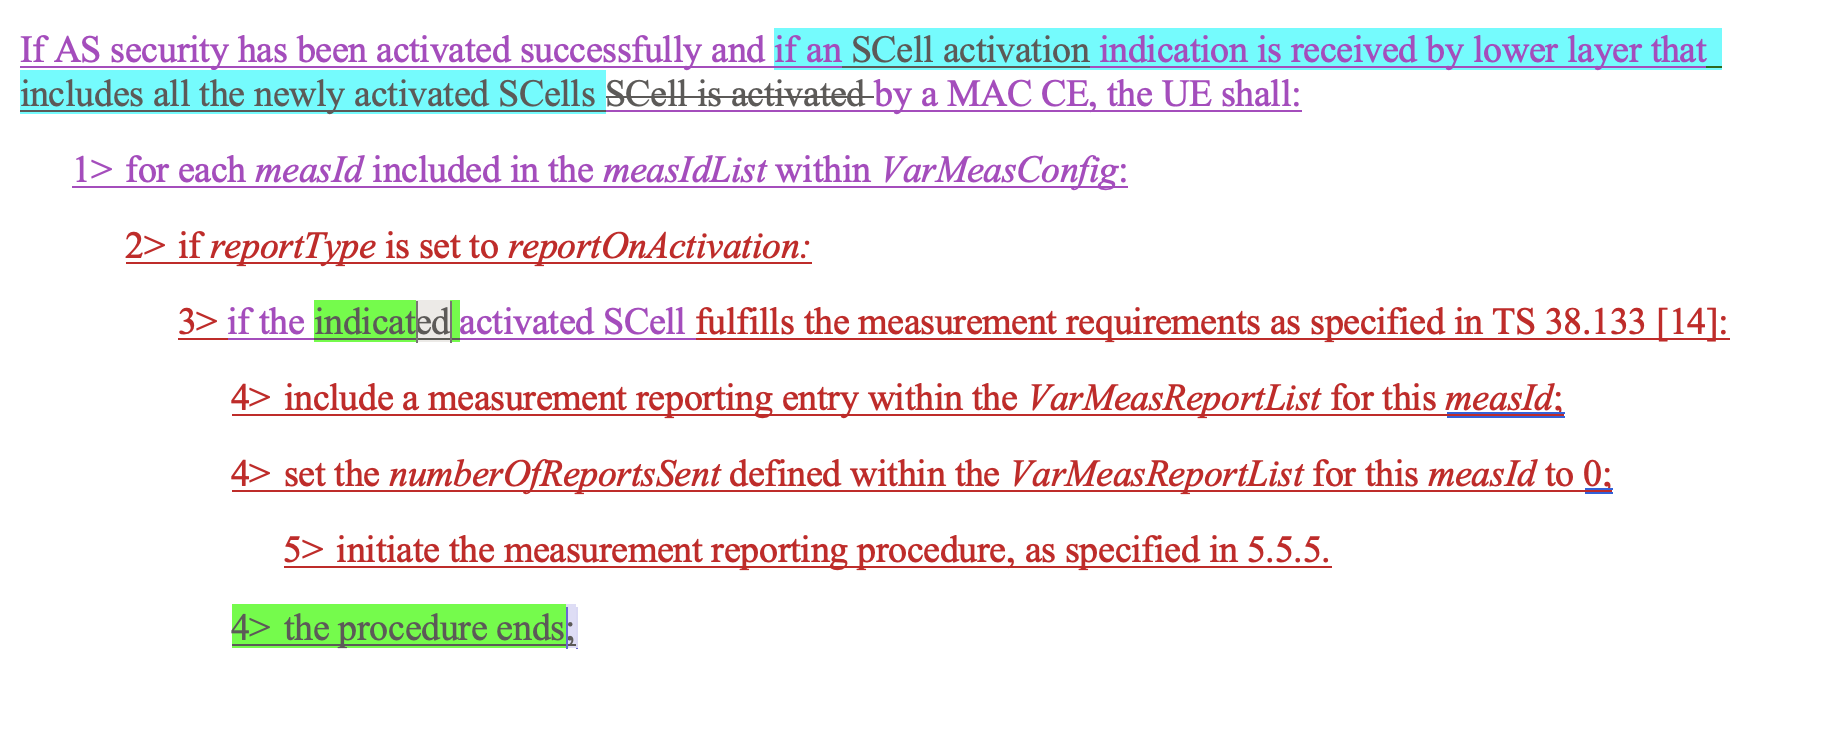 If AS security has been activated successfully and if an SCell activation indication is received by lower layer that
includes all the newly activated SCells SCell is activated by a MAC CE, the UE shall:
1> for each measId included in the measIdList within VarMeasConfig:
2> if reportType is set to reportOnActivation:
3> if the indicated activated SCell fulfills the measurement requirements as specified in TS 38.133 [14]:
4> include a measurement reporting entry within the VarMeasReportList for this measId;
4> set the numberOfReportsSent defined within the VarMeasReportList for this measId to 0;
5> initiate the measurement reporting procedure, as specified in 5.5.5.
4> the procedure ends;